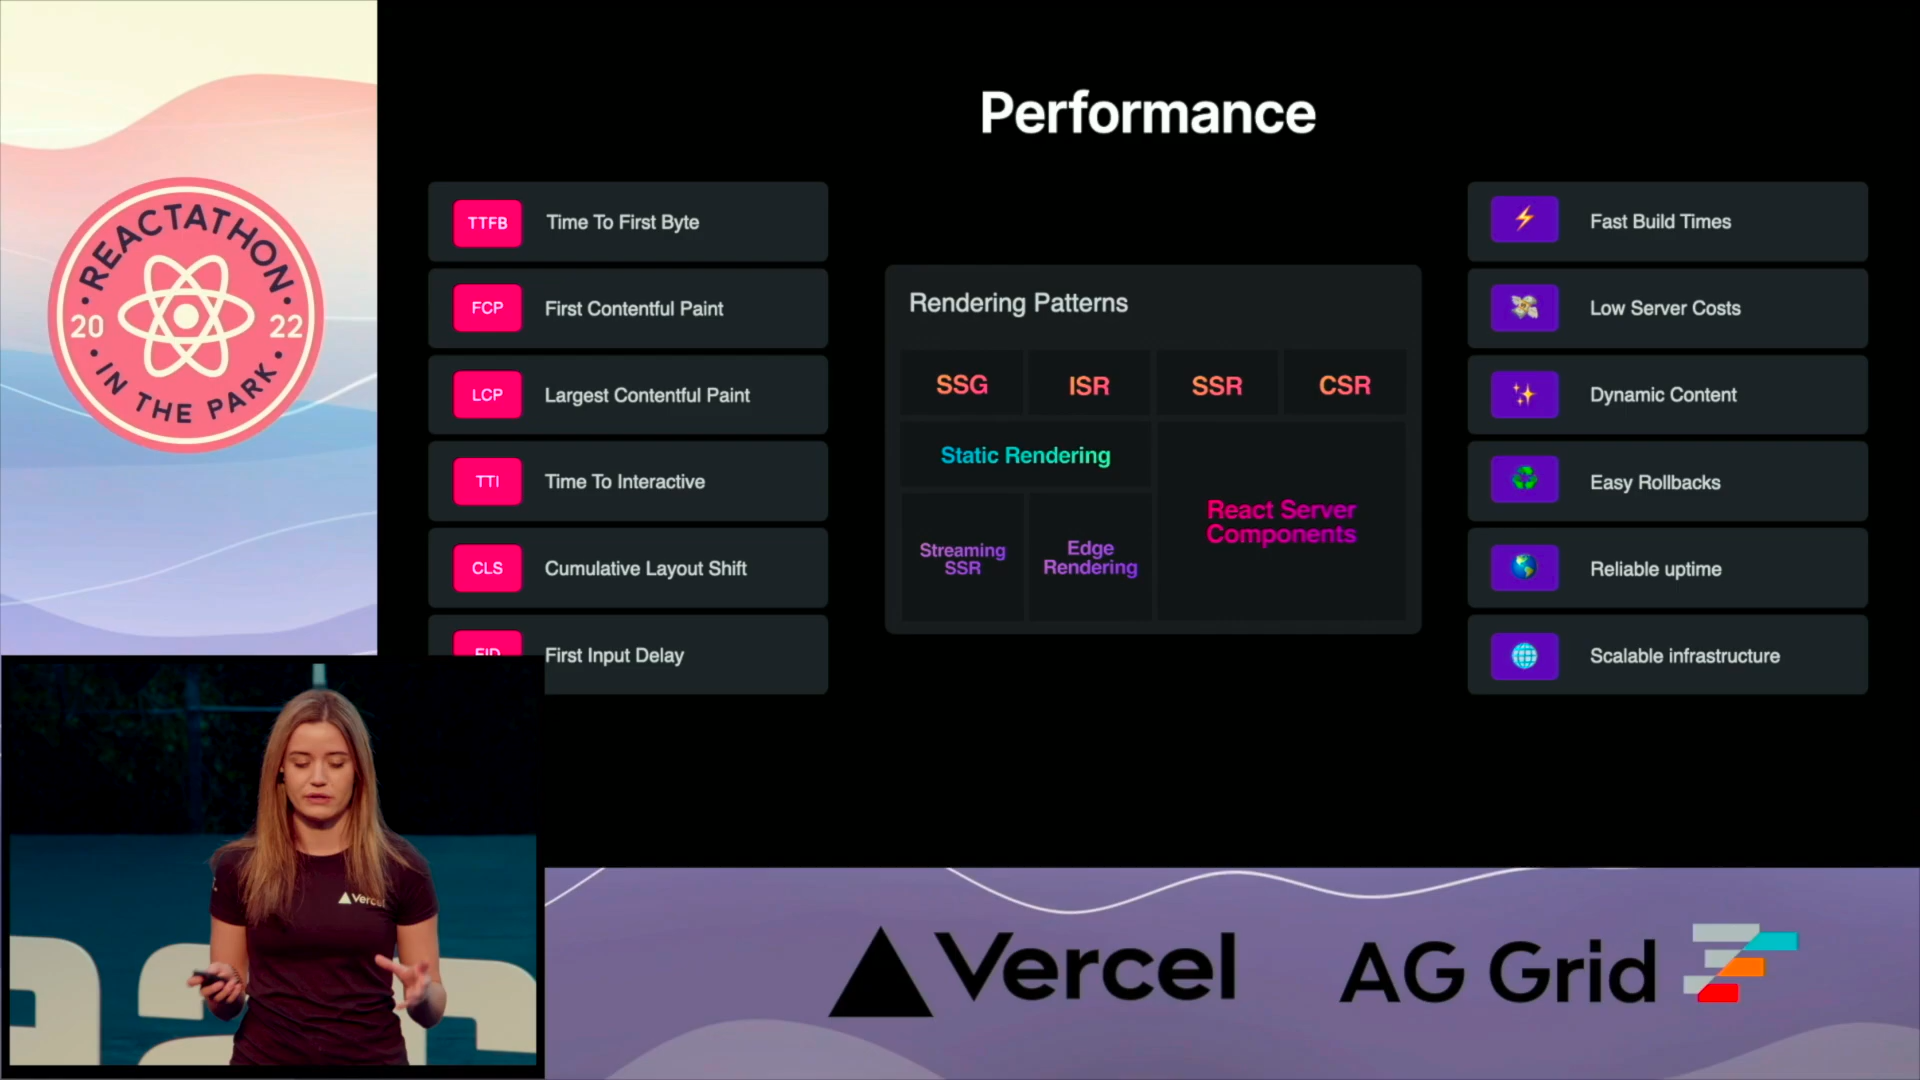 REACTATHON
20 22
IN THE PARK
Performance
TTFB Time To First Byte
FCP First Contentful Paint
LCP Largest Contentful Paint
TTI Time To Interactive
CLS Cumulative Layout Shift
FID First Input Delay
Rendering Patterns
SSG ISR SSR CSR
Static Rendering
Streaming
SSR
Edge
Rendering
React Server
Components
Fast Build Times
Low Server Costs
Dynamic Content
Easy Rollbacks
Reliable uptime
Scalable infrastructure
Vercel
Vercel
AG Grid